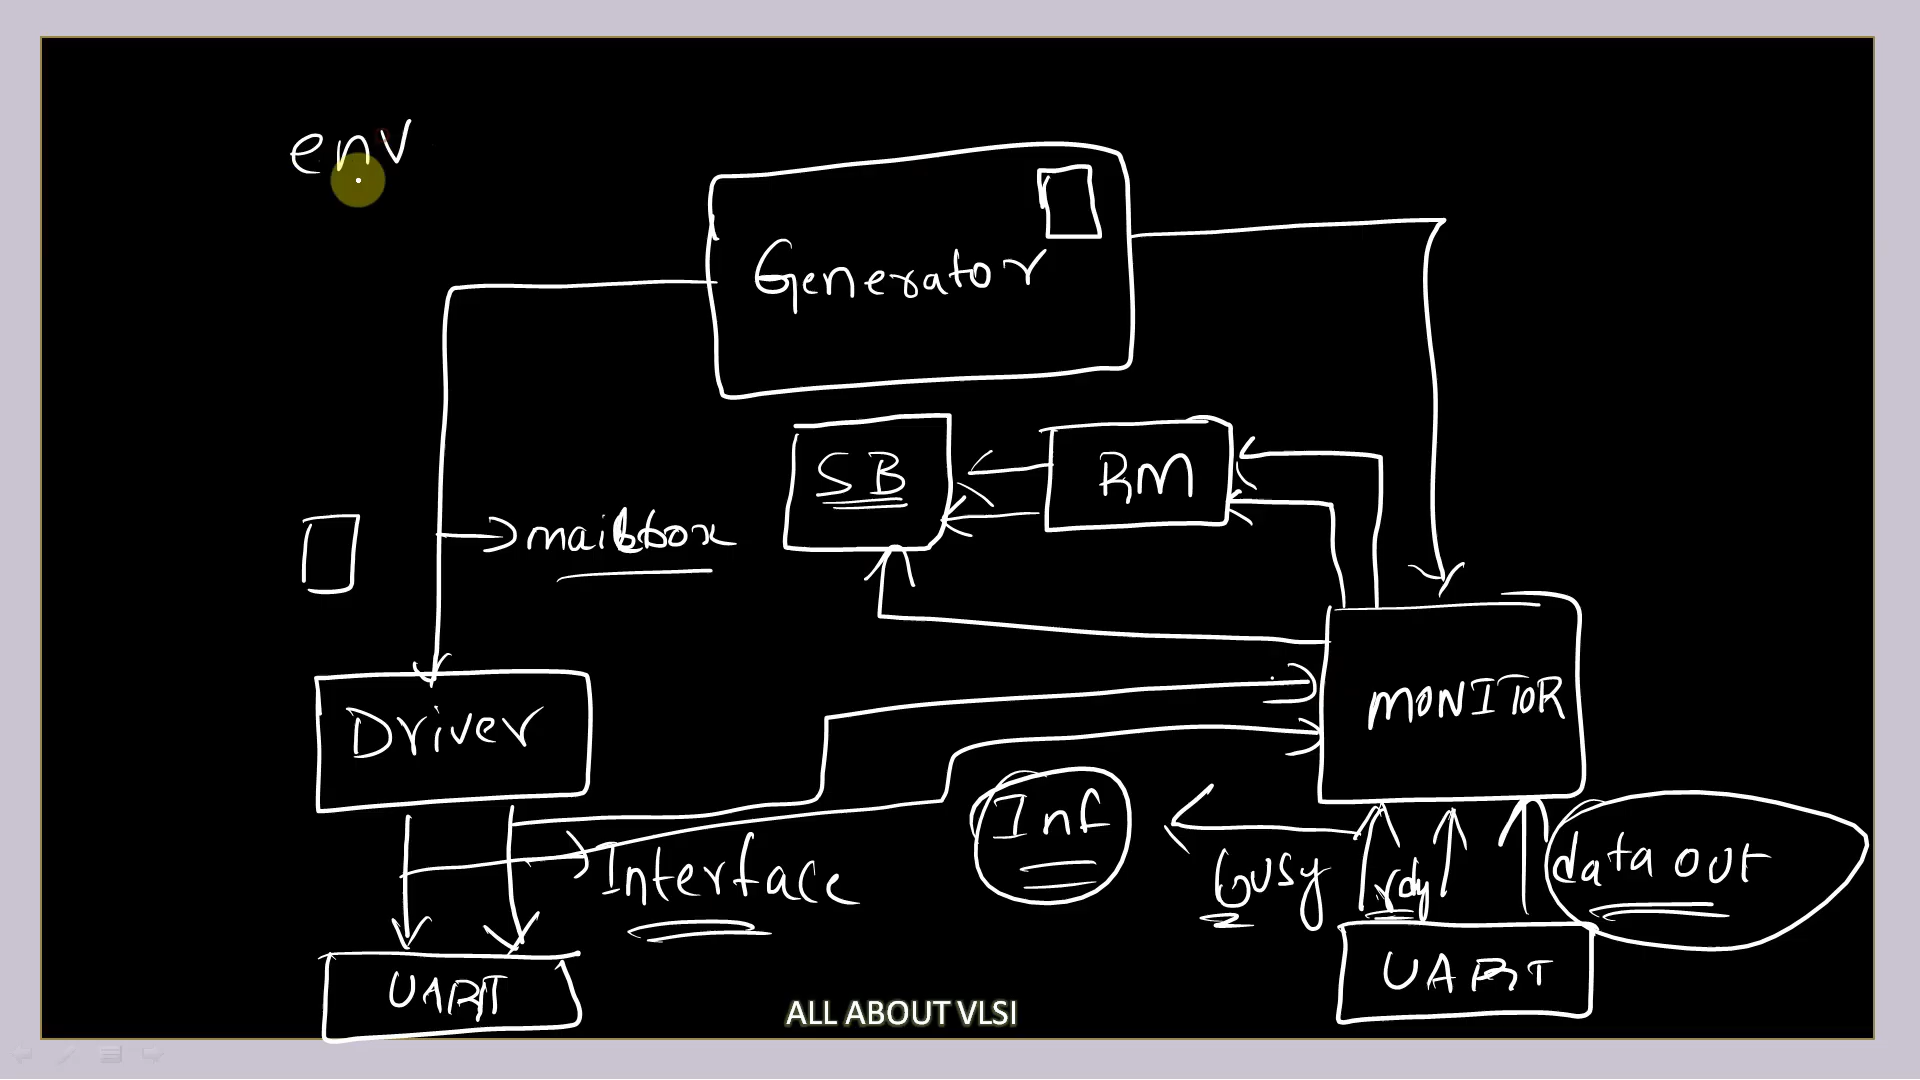 env
Generator
SB
RM
mailbox
MONITOR
Driver
Inf
busy
rdy
data out
Interface
UART
UART
ALL ABOUT VLSI